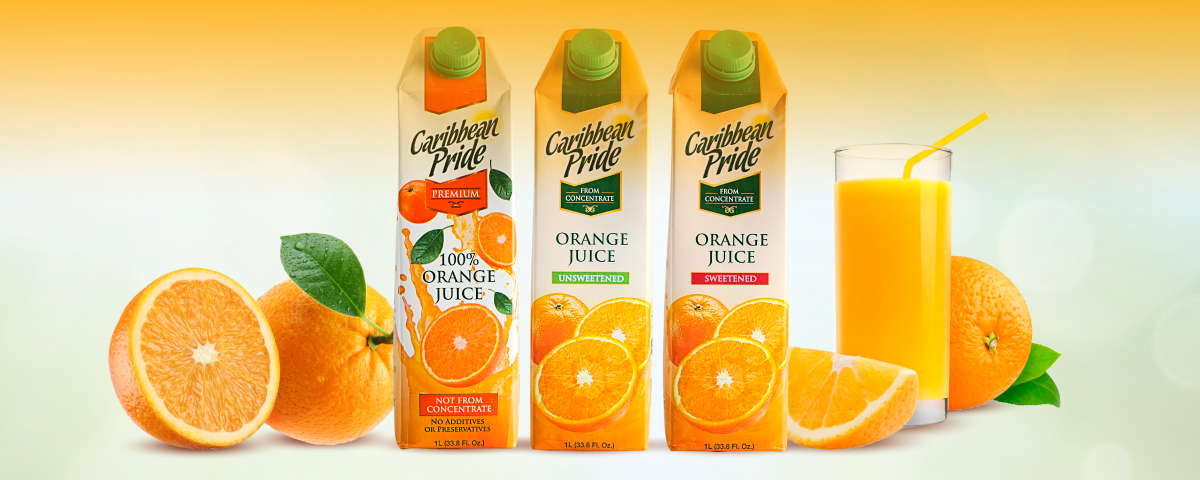 Caribbean
Pride
PREMIUM
100%
ORANGE
JUICE
NOT FROM
CONCENTRATE
NO ADDITIVES
OR PRESERVATIVES
1L (33.8 Fl. Oz.)
Caribbean
Pride
FROM
CONCENTRATE
ORANGE
JUICE
UNSWEETENED
1L (33.8 Fl. Oz.)
Caribbean
Pride
FROM
CONCENTRATE
ORANGE
JUICE
SWEETENED
1L (33.8 Fl. Oz.)